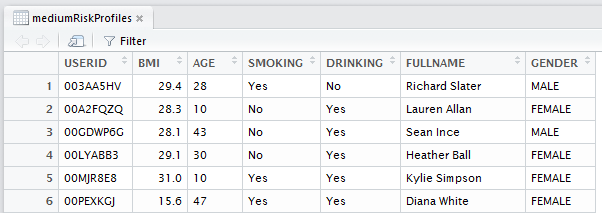 mediumRiskProfiles
Filter
USERID BMI AGE SMOKING DRINKING FULLNAME GENDER
1 003AA5HV 29.4 28 Yes No Richard Slater MALE
2 00A2FQZQ 28.3 10 No Yes Lauren Allan FEMALE
3 00GDWP6G 28.1 43 No Yes Sean Ince MALE
4 00LYABB3 29.1 30 No Yes Heather Ball FEMALE
5 00MJR8E8 31.0 10 Yes Yes Kylie Simpson FEMALE
6 00PEXKGJ 15.6 47 Yes Yes Diana White FEMALE